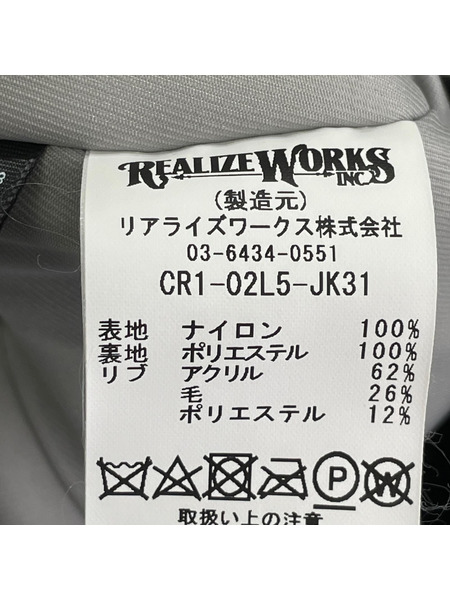 REALIZE WORKS
INC.
(製造元)
リアライズワークス株式会社
03-6434-0551
CR1-02L5-JK31
表地 ナイロン 100%
裏地 ポリエステル 100%
リブ アクリル 62%
毛 26%
ポリエステル 12%
P W
取扱い上の注意